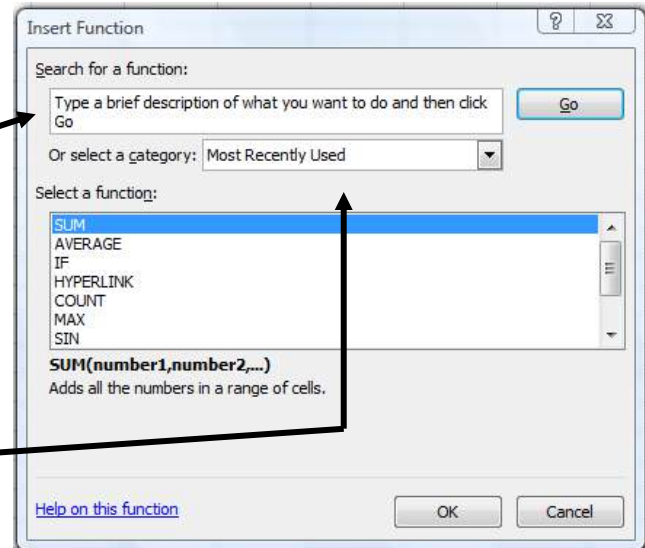 Insert Function
Search for a function:
Type a brief description of what you want to do and then click
Go
Go
Or select a category: Most Recently Used
Select a function:
SUM
AVERAGE
IF
HYPERLINK
COUNT
MAX
SIN
SUM(number1,number2,...)
Adds all the numbers in a range of cells.
Help on this function
OK
Cancel